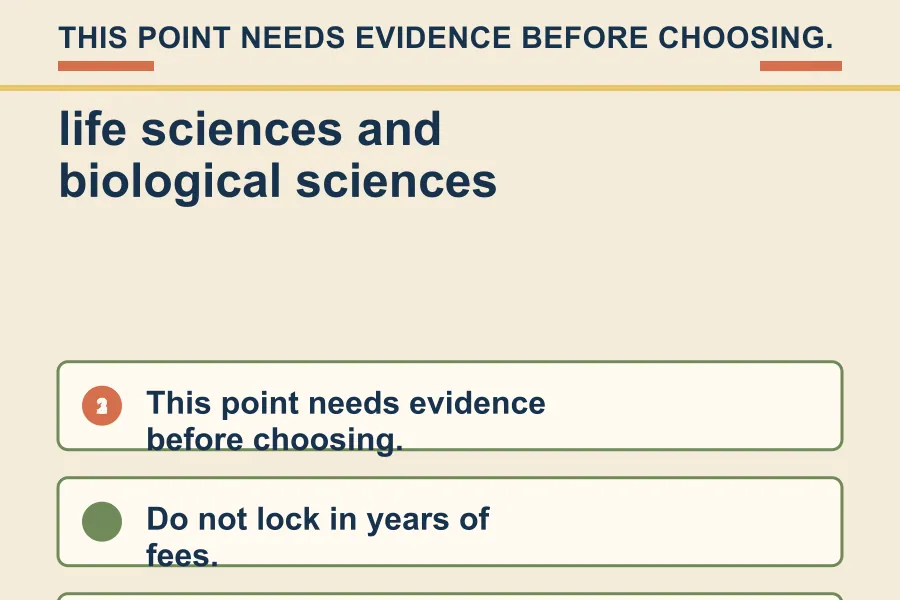 THIS POINT NEEDS EVIDENCE BEFORE CHOOSING.
life sciences and
biological sciences
This point needs evidence
before choosing.
Do not lock in years of
fees.